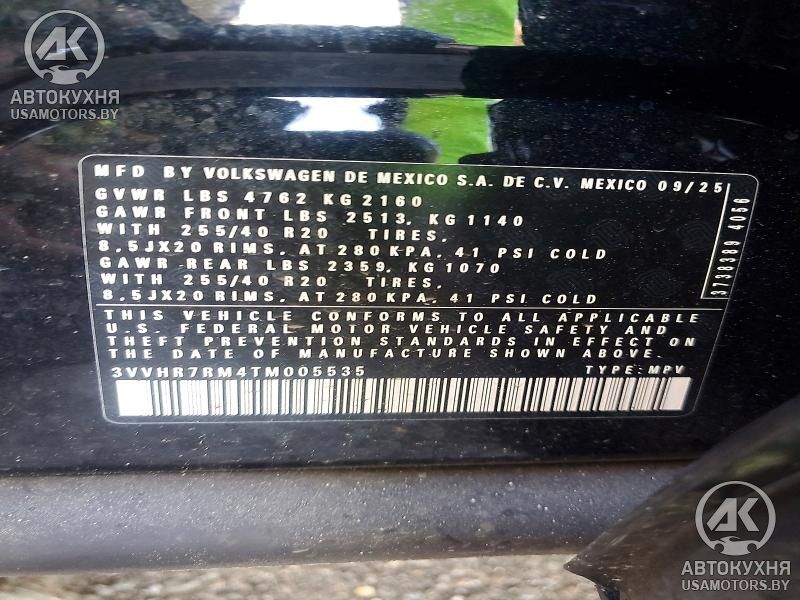 АК
АВТОКУХНЯ
USAMOTORS.BY
MFD BY VOLKSWAGEN DE MEXICO S.A. DE C.V. MEXICO 09/25
GVWR LBS 4762 KG 2160
GAWR FRONT LBS 2513, KG 1140
WITH 255/40 R20 TIRES,
8,5JX20 RIMS, AT 280 KPA, 41 PSI COLD
GAWR REAR LBS 2359, KG 1070
WITH 255/40 R20 TIRES,
8,5JX20 RIMS, AT 280 KPA, 41 PSI COLD
3738389 4056
THIS VEHICLE CONFORMS TO ALL APPLICABLE
U.S. FEDERAL MOTOR VEHICLE SAFETY AND
THEFT PREVENTION STANDARDS IN EFFECT ON
THE DATE OF MANUFACTURE SHOWN ABOVE.
3VVHR7RM4TM005535 TYPE: MPV
АК
АВТОКУХНЯ
USAMOTORS.BY